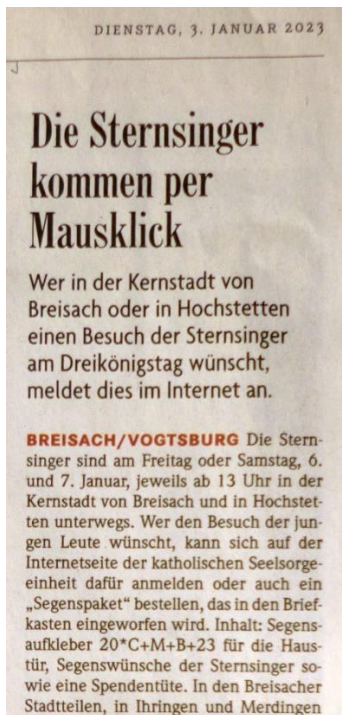 DIENSTAG, 3. JANUAR 2023
Die Sternsinger
kommen per
Mausklick
Wer in der Kernstadt von
Breisach oder in Hochstetten
einen Besuch der Sternsinger
am Dreikönigstag wünscht,
meldet dies im Internet an.
BREISACH/VOGTSBURG Die Stern-
singer sind am Freitag oder Samstag, 6.
und 7. Januar, jeweils ab 13 Uhr in der
Kernstadt von Breisach und in Hochstet-
ten unterwegs. Wer den Besuch der jun-
gen Leute wünscht, kann sich auf der
Internetseite der katholischen Seelsorge-
einheit dafür anmelden oder auch ein
„Segenspaket“ bestellen, das in den Brief-
kasten eingeworfen wird. Inhalt: Segens-
aufkleber 20*C+M+B+23 für die Haus-
tür, Segenswünsche der Sternsinger so-
wie eine Spendentüte. In den Breisacher
Stadtteilen, in Ihringen und Merdingen